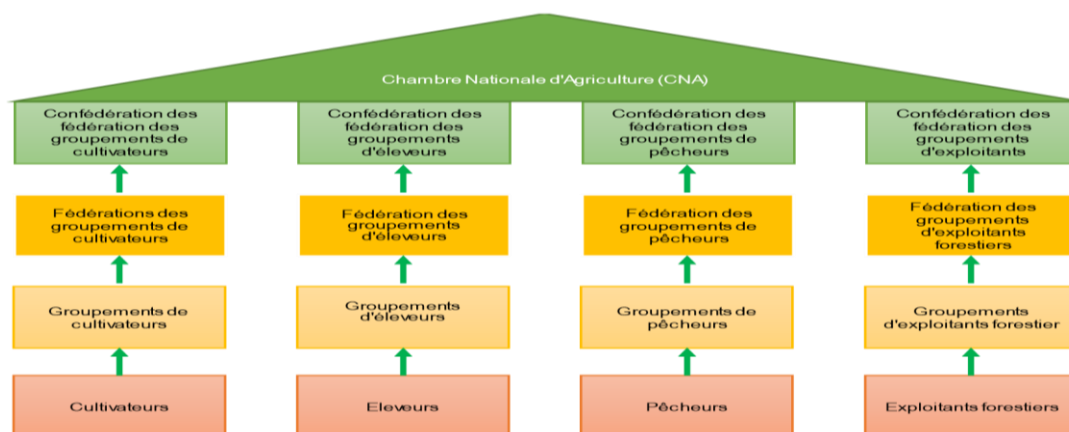 Chambre Nationale d'Agriculture (CNA)
Confédération des
fédération des
groupements de
cultivateurs
Confédération des
fédération des
groupements
d'éleveurs
Confédération des
fédération des
groupements de
pêcheurs
Confédération des
fédération des
groupements
d'exploitants
Fédérations des
groupements de
cultivateurs
Fédération des
groupements
d'éleveurs
Fédération des
groupements de
pêcheurs
Fédération des
groupements
d'exploitants
forestiers
Groupements de
cultivateurs
Groupements
d'éleveurs
Groupements de
pêcheurs
Groupements
d'exploitants forestier
Cultivateurs
Eleveurs
Pêcheurs
Exploitants forestiers